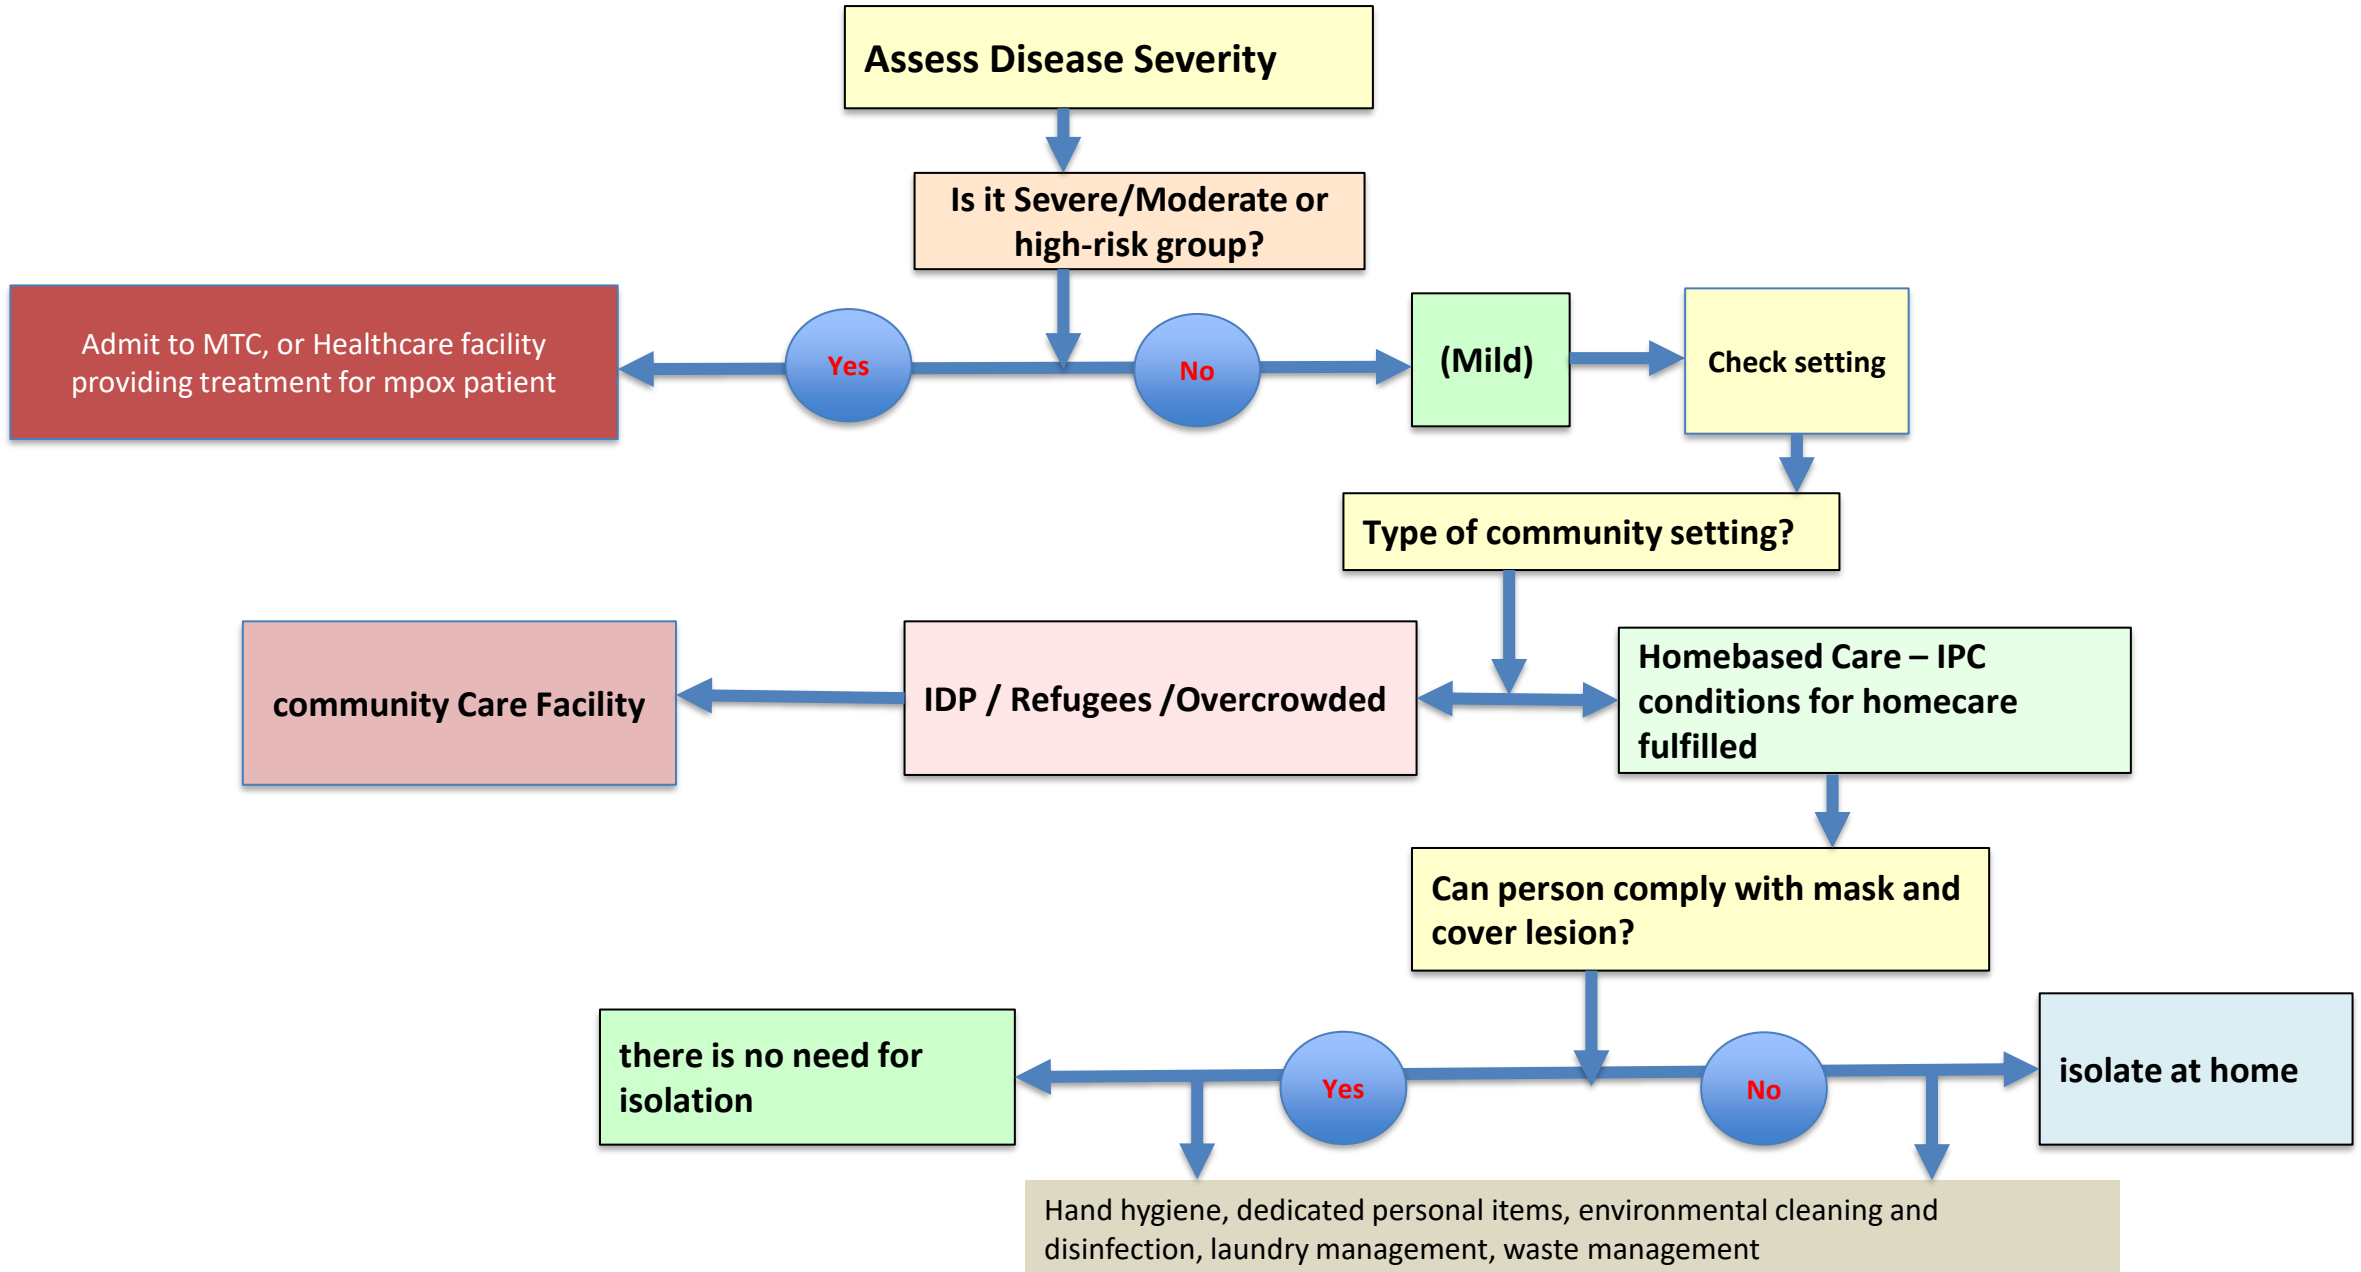 Assess Disease Severity
Is it Severe/Moderate or
high-risk group?
Admit to MTC, or Healthcare facility
providing treatment for mpox patient
Yes
No
(Mild)
Check setting
Type of community setting?
community Care Facility
IDP / Refugees /Overcrowded
Homebased Care – IPC
conditions for homecare
fulfilled
Can person comply with mask and
cover lesion?
there is no need for
isolation
Yes
No
isolate at home
Hand hygiene, dedicated personal items, environmental cleaning and
disinfection, laundry management, waste management